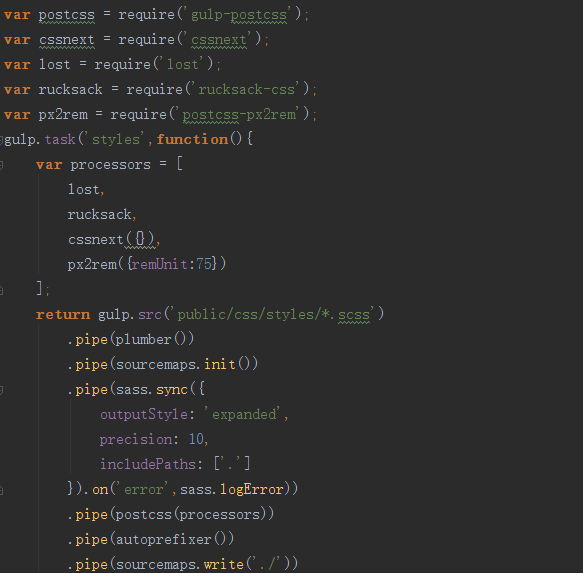 var postcss = require('gulp-postcss');
var cssnext = require('cssnext');
var lost = require('lost');
var rucksack = require('rucksack-css');
var px2rem = require('postcss-px2rem');
gulp.task('styles',function(){
    var processors = [
        lost,
        rucksack,
        cssnext({}),
        px2rem({remUnit:75})
    ];
    return gulp.src('public/css/styles/*.scss')
        .pipe(plumber())
        .pipe(sourcemaps.init())
        .pipe(sass.sync({
            outputStyle: 'expanded',
            precision: 10,
            includePaths: ['.']
        }).on('error',sass.logError))
        .pipe(postcss(processors))
        .pipe(autoprefixer())
        .pipe(sourcemaps.write('./'))